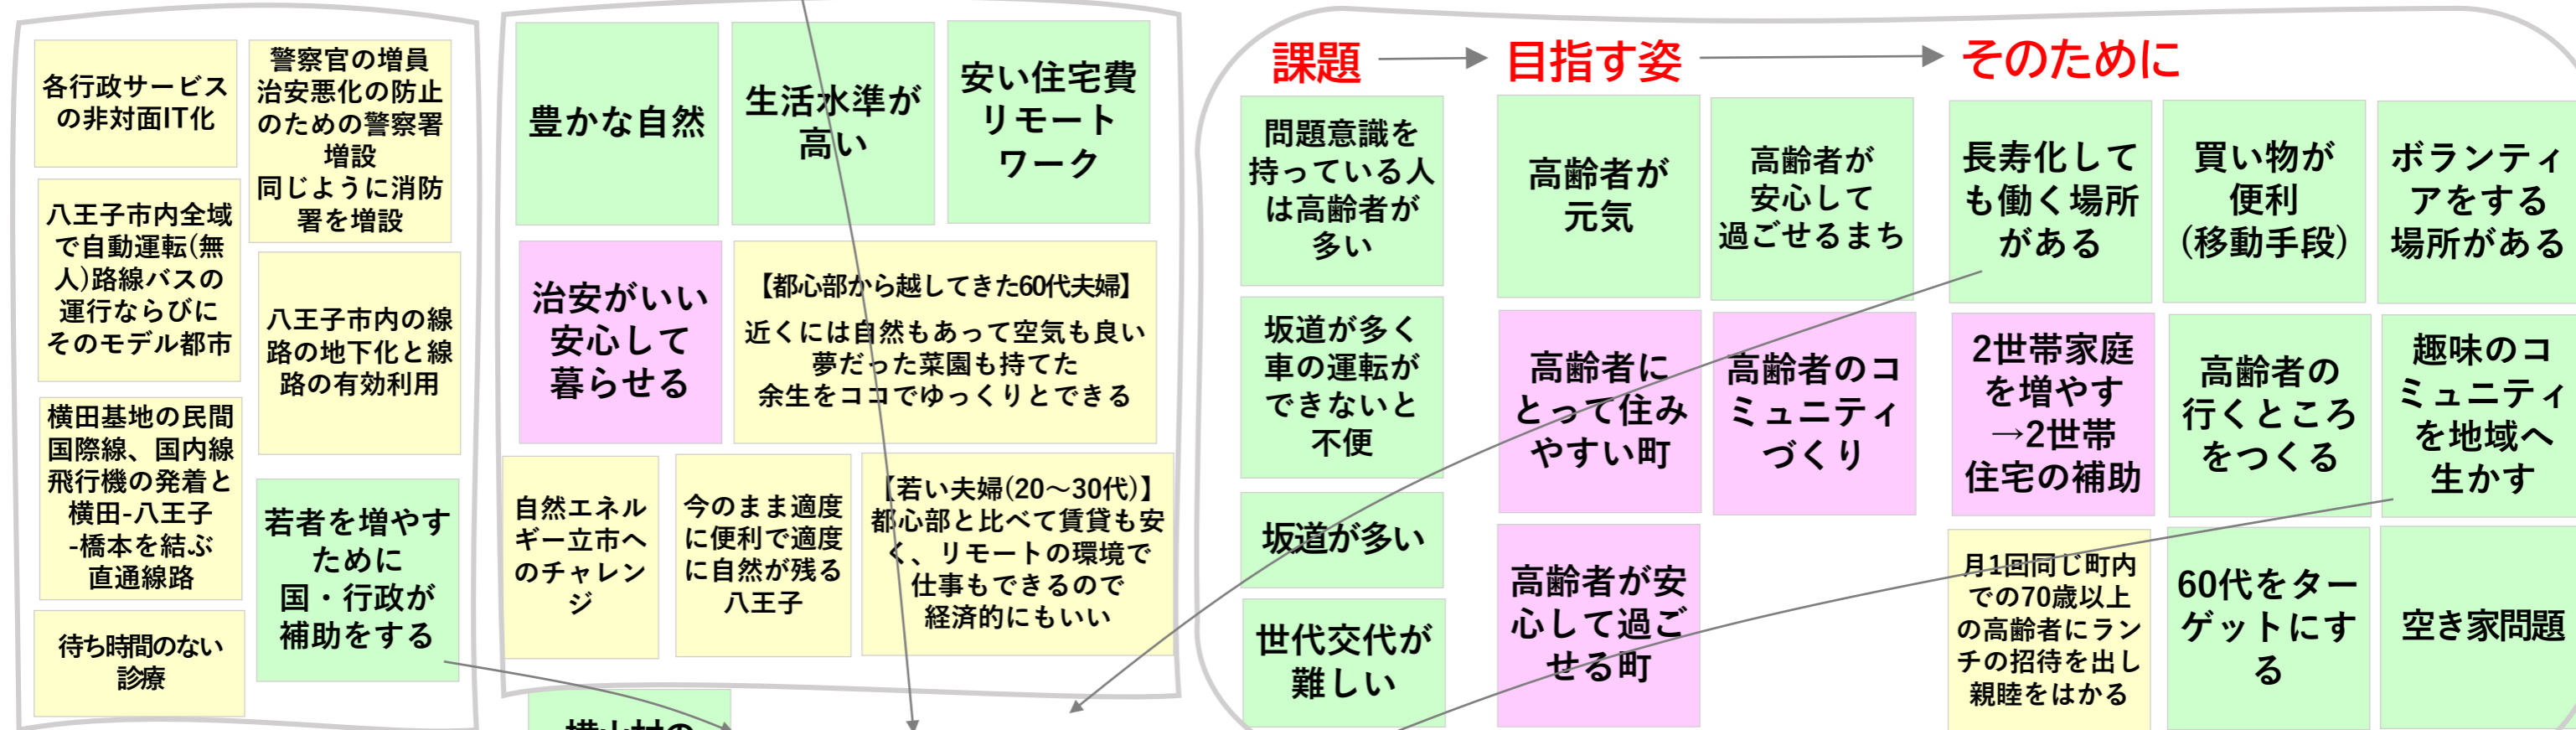 各行政サービス
の非対面IT化
警察官の増員
治安悪化の防止
のための警察署
増設
同じように消防
署を増設
八王子市内全域
で自動運転(無
人)路線バスの
運行ならびに
そのモデル都市
八王子市内の線
路の地下化と線
路の有効利用
横田基地の民間
国際線、国内線
飛行機の発着と
横田-八王子
-橋本を結ぶ
直通線路
若者を増やす
ために
国・行政が
補助をする
待ち時間のない
診療
豊かな自然
生活水準が
高い
安い住宅費
リモート
ワーク
治安がいい
安心して
暮らせる
【都心部から越してきた60代夫婦】
近くには自然もあって空気も良い
夢だった菜園も持てた
余生をココでゆっくりとできる
自然エネル
ギー立市へ
のチャレン
ジ
今のまま適度
に便利で適度
に自然が残る
八王子
【若い夫婦(20～30代)】
都心部と比べて賃貸も安
く、リモートの環境で
仕事もできるので
経済的にもいい
課題
目指す姿
そのために
問題意識を
持っている人
は高齢者が
多い
坂道が多く
車の運転が
できないと
不便
坂道が多い
世代交代が
難しい
高齢者が
元気
高齢者が
安心して
過ごせるまち
高齢者に
とって住み
やすい町
高齢者のコ
ミュニティ
づくり
高齢者が安
心して過ご
せる町
長寿化して
も働く場所
がある
買い物が
便利
(移動手段)
ボランティ
アをする
場所がある
2世帯家庭
を増やす
→2世帯
住宅の補助
高齢者の
行くところ
をつくる
趣味のコ
ミュニティ
を地域へ
生かす
月1回同じ町内
での70歳以上
の高齢者にラン
チの招待を出し
親睦をはかる
60代をター
ゲットにす
る
空き家問題